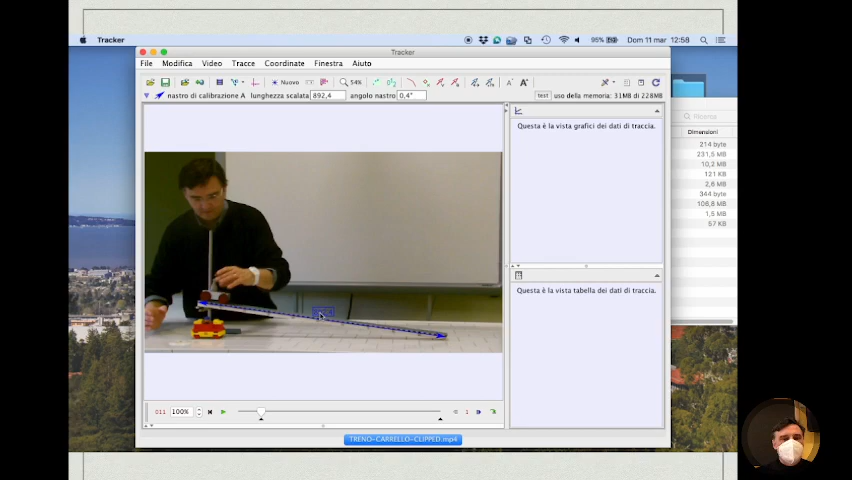 Tracker
95%
Dom 11 mar 12:58
Tracker
File Modifica Video Tracce Coordinate Finestra Aiuto
Nuovo
54%
nastro di calibrazione A lunghezza scalata 892,4 angolo nastro 0,4°
test uso della memoria: 31MB di 228MB
Questa è la vista grafici dei dati di traccia.
Questa è la vista tabella dei dati di traccia.
Ricerca
Dimensioni
214 byte
231,5 MB
10,2 MB
121 KB
2,6 MB
344 byte
106,8 MB
1,5 MB
57 KB
011 100%
1
TRENO-CARRELLO-CLIPPED.mp4